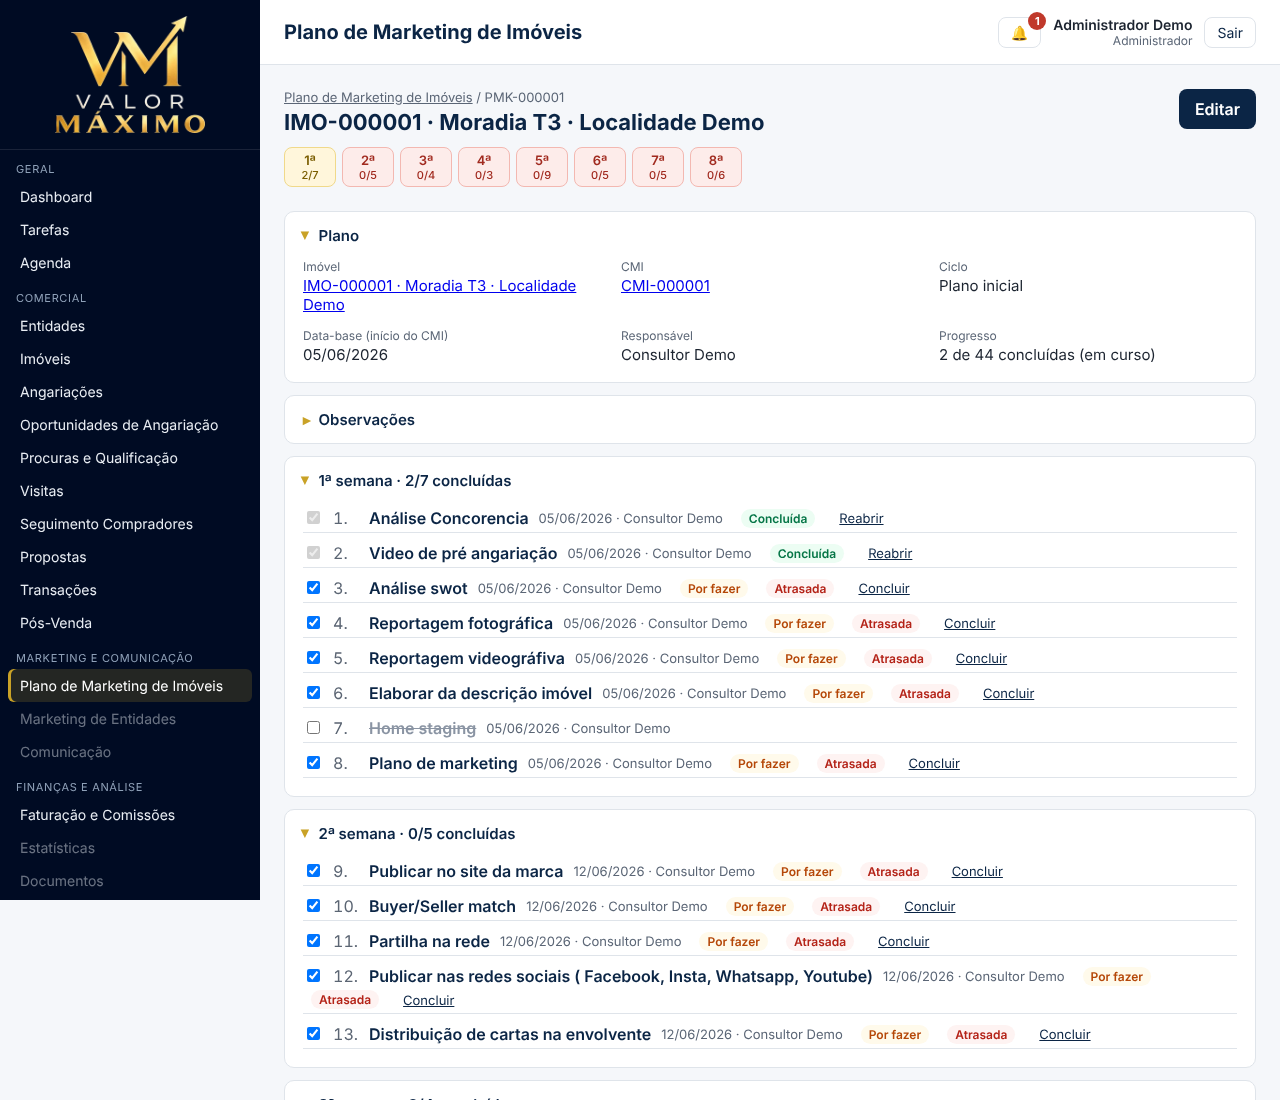 VM
VALOR
MÁXIMO
GERAL
Dashboard
Tarefas
Agenda
COMERCIAL
Entidades
Imóveis
Angariações
Oportunidades de Angariação
Procuras e Qualificação
Visitas
Seguimento Compradores
Propostas
Transações
Pós-Venda
MARKETING E COMUNICAÇÃO
Plano de Marketing de Imóveis
Marketing de Entidades
Comunicação
FINANÇAS E ANÁLISE
Faturação e Comissões
Estatísticas
Documentos
Plano de Marketing de Imóveis
1
Administrador Demo
Administrador
Sair
Plano de Marketing de Imóveis / PMK-000001
IMO-000001 · Moradia T3 · Localidade Demo
Editar
1ª 2ª 3ª 4ª 5ª 6ª 7ª 8ª
2/7 0/5 0/4 0/3 0/9 0/5 0/5 0/6
▼ Plano
Imóvel CMI Ciclo
IMO-000001 · Moradia T3 · Localidade CMI-000001 Plano inicial
Demo
Data-base (início do CMI) Responsável Progresso
05/06/2026 Consultor Demo 2 de 44 concluídas (em curso)
► Observações
▼ 1ª semana · 2/7 concluídas
1. Análise Concorencia 05/06/2026 · Consultor Demo Concluída Reabrir
2. Video de pré angariação 05/06/2026 · Consultor Demo Concluída Reabrir
3. Análise swot 05/06/2026 · Consultor Demo Por fazer Atrasada Concluir
4. Reportagem fotográfica 05/06/2026 · Consultor Demo Por fazer Atrasada Concluir
5. Reportagem videográfiva 05/06/2026 · Consultor Demo Por fazer Atrasada Concluir
6. Elaborar da descrição imóvel 05/06/2026 · Consultor Demo Por fazer Atrasada Concluir
7. Home staging 05/06/2026 · Consultor Demo
8. Plano de marketing 05/06/2026 · Consultor Demo Por fazer Atrasada Concluir
▼ 2ª semana · 0/5 concluídas
9. Publicar no site da marca 12/06/2026 · Consultor Demo Por fazer Atrasada Concluir
10. Buyer/Seller match 12/06/2026 · Consultor Demo Por fazer Atrasada Concluir
11. Partilha na rede 12/06/2026 · Consultor Demo Por fazer Atrasada Concluir
12. Publicar nas redes sociais ( Facebook, Insta, Whatsapp, Youtube) 12/06/2026 · Consultor Demo Por fazer
Atrasada Concluir
13. Distribuição de cartas na envolvente 12/06/2026 · Consultor Demo Por fazer Atrasada Concluir